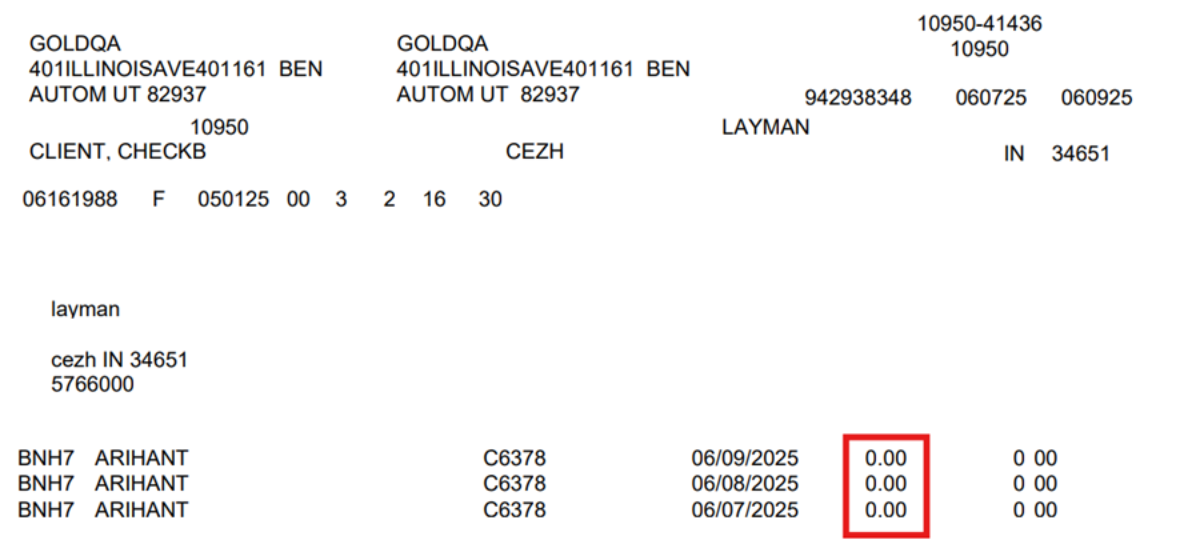 10950-41436
GOLDQA GOLDQA 10950
401ILLINOISAVE401161 BEN 401ILLINOISAVE401161 BEN
AUTOM UT 82937 AUTOM UT 82937 942938348 060725 060925
10950 LAYMAN
CLIENT, CHECKB CEZH IN 34651
06161988 F 050125 00 3 2 16 30
layman
cezh IN 34651
5766000
BNH7 ARIHANT C6378 06/09/2025 0.00 0 00
BNH7 ARIHANT C6378 06/08/2025 0.00 0 00
BNH7 ARIHANT C6378 06/07/2025 0.00 0 00